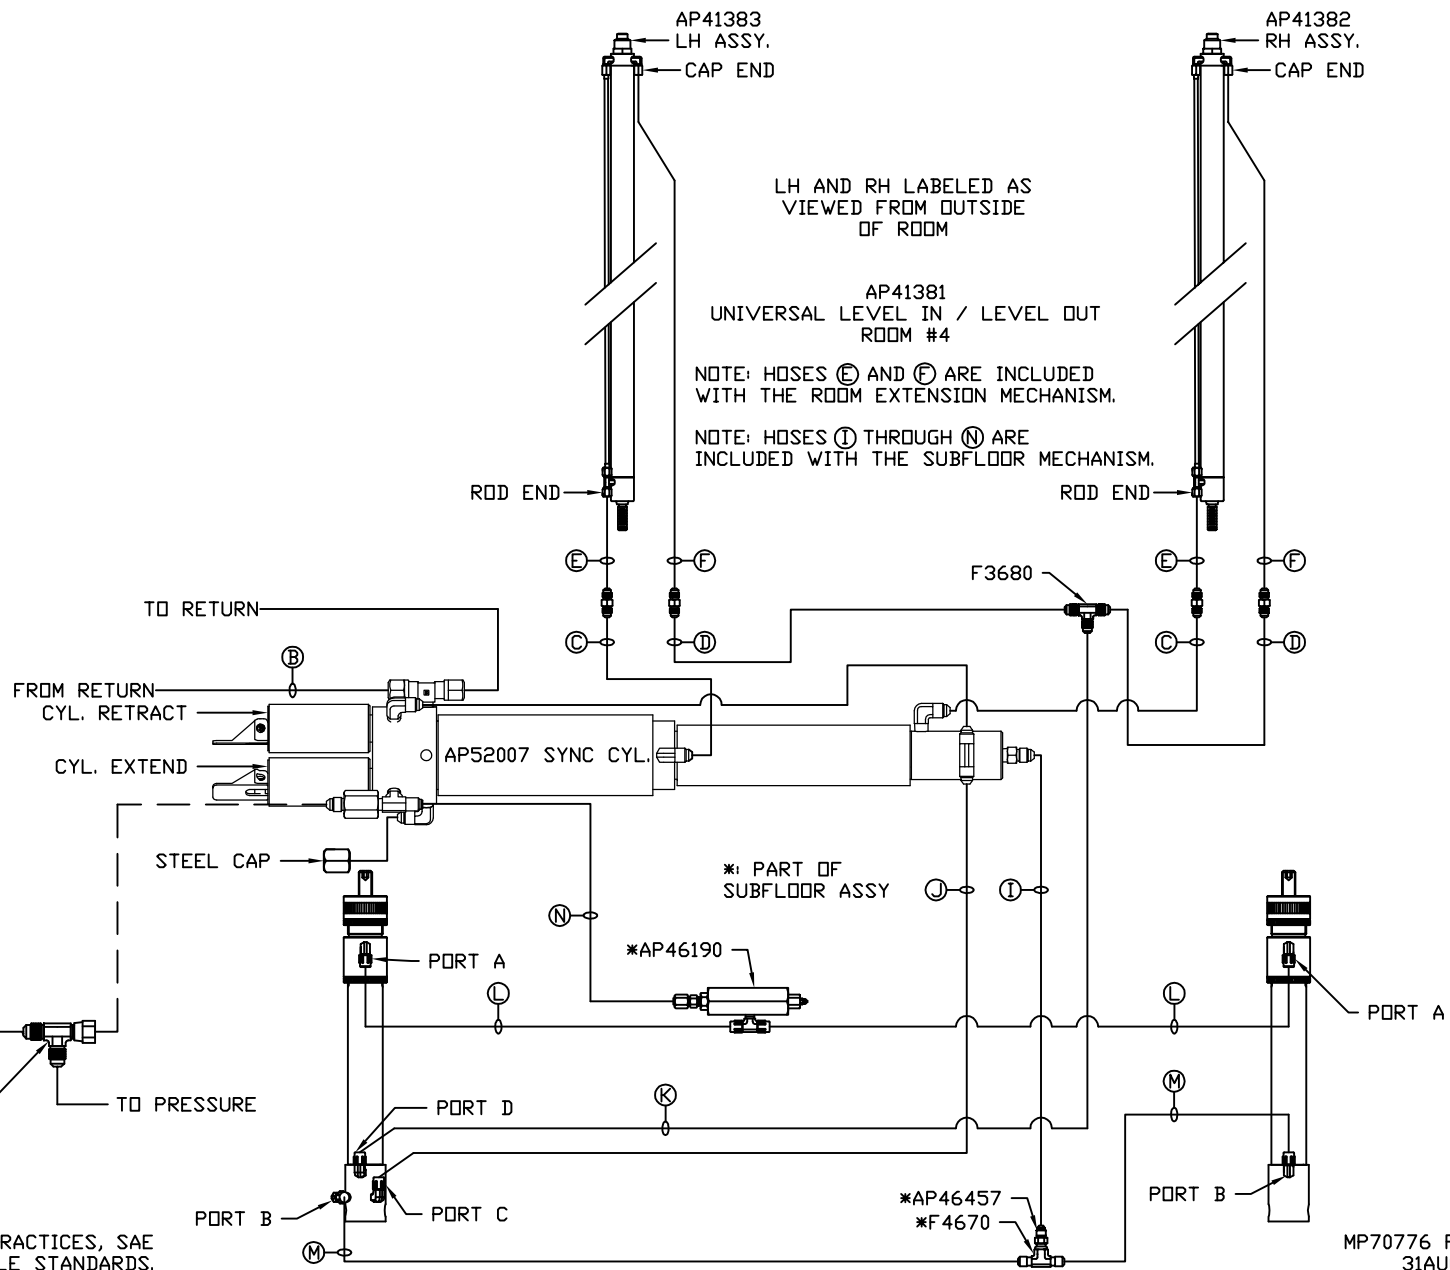 AP41383
LH ASSY.
CAP END
AP41382
RH ASSY.
CAP END
LH AND RH LABELED AS
VIEWED FROM OUTSIDE
OF ROOM
AP41381
UNIVERSAL LEVEL IN / LEVEL OUT
ROOM #4
NOTE: HOSES E AND F ARE INCLUDED
WITH THE ROOM EXTENSION MECHANISM.
NOTE: HOSES I THROUGH N ARE
INCLUDED WITH THE SUBFLOOR MECHANISM.
ROD END
ROD END
E
F
F3680
E
F
TO RETURN
C
D
C
D
B
FROM RETURN
CYL. RETRACT
CYL. EXTEND
AP52007 SYNC CYL.
STEEL CAP
*: PART OF
SUBFLOOR ASSY
J
I
N
*AP46190
PORT A
L
L
PORT A
TO PRESSURE
PORT D
K
M
PORT B
PORT C
*AP46457
*F4670
PORT B
M
RACTICES, SAE
LE STANDARDS.
MP70776
31AU